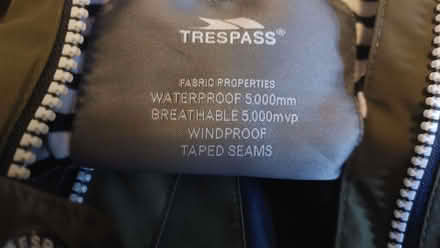 TRESPASS®
FABRIC PROPERTIES
WATERPROOF 5,000mm
BREATHABLE 5,000mvp
WINDPROOF
TAPED SEAMS